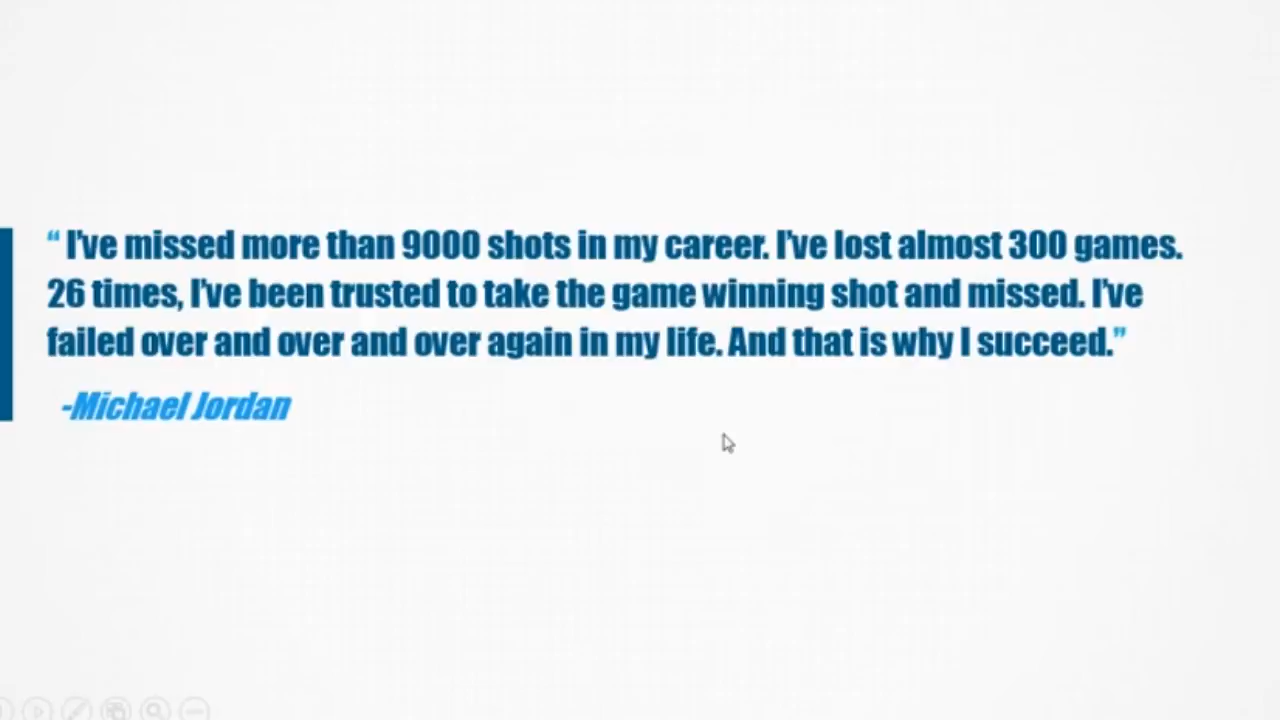 “ I’ve missed more than 9000 shots in my career. I’ve lost almost 300 games.
26 times, I’ve been trusted to take the game winning shot and missed. I’ve
failed over and over and over again in my life. And that is why I succeed.”
-Michael Jordan